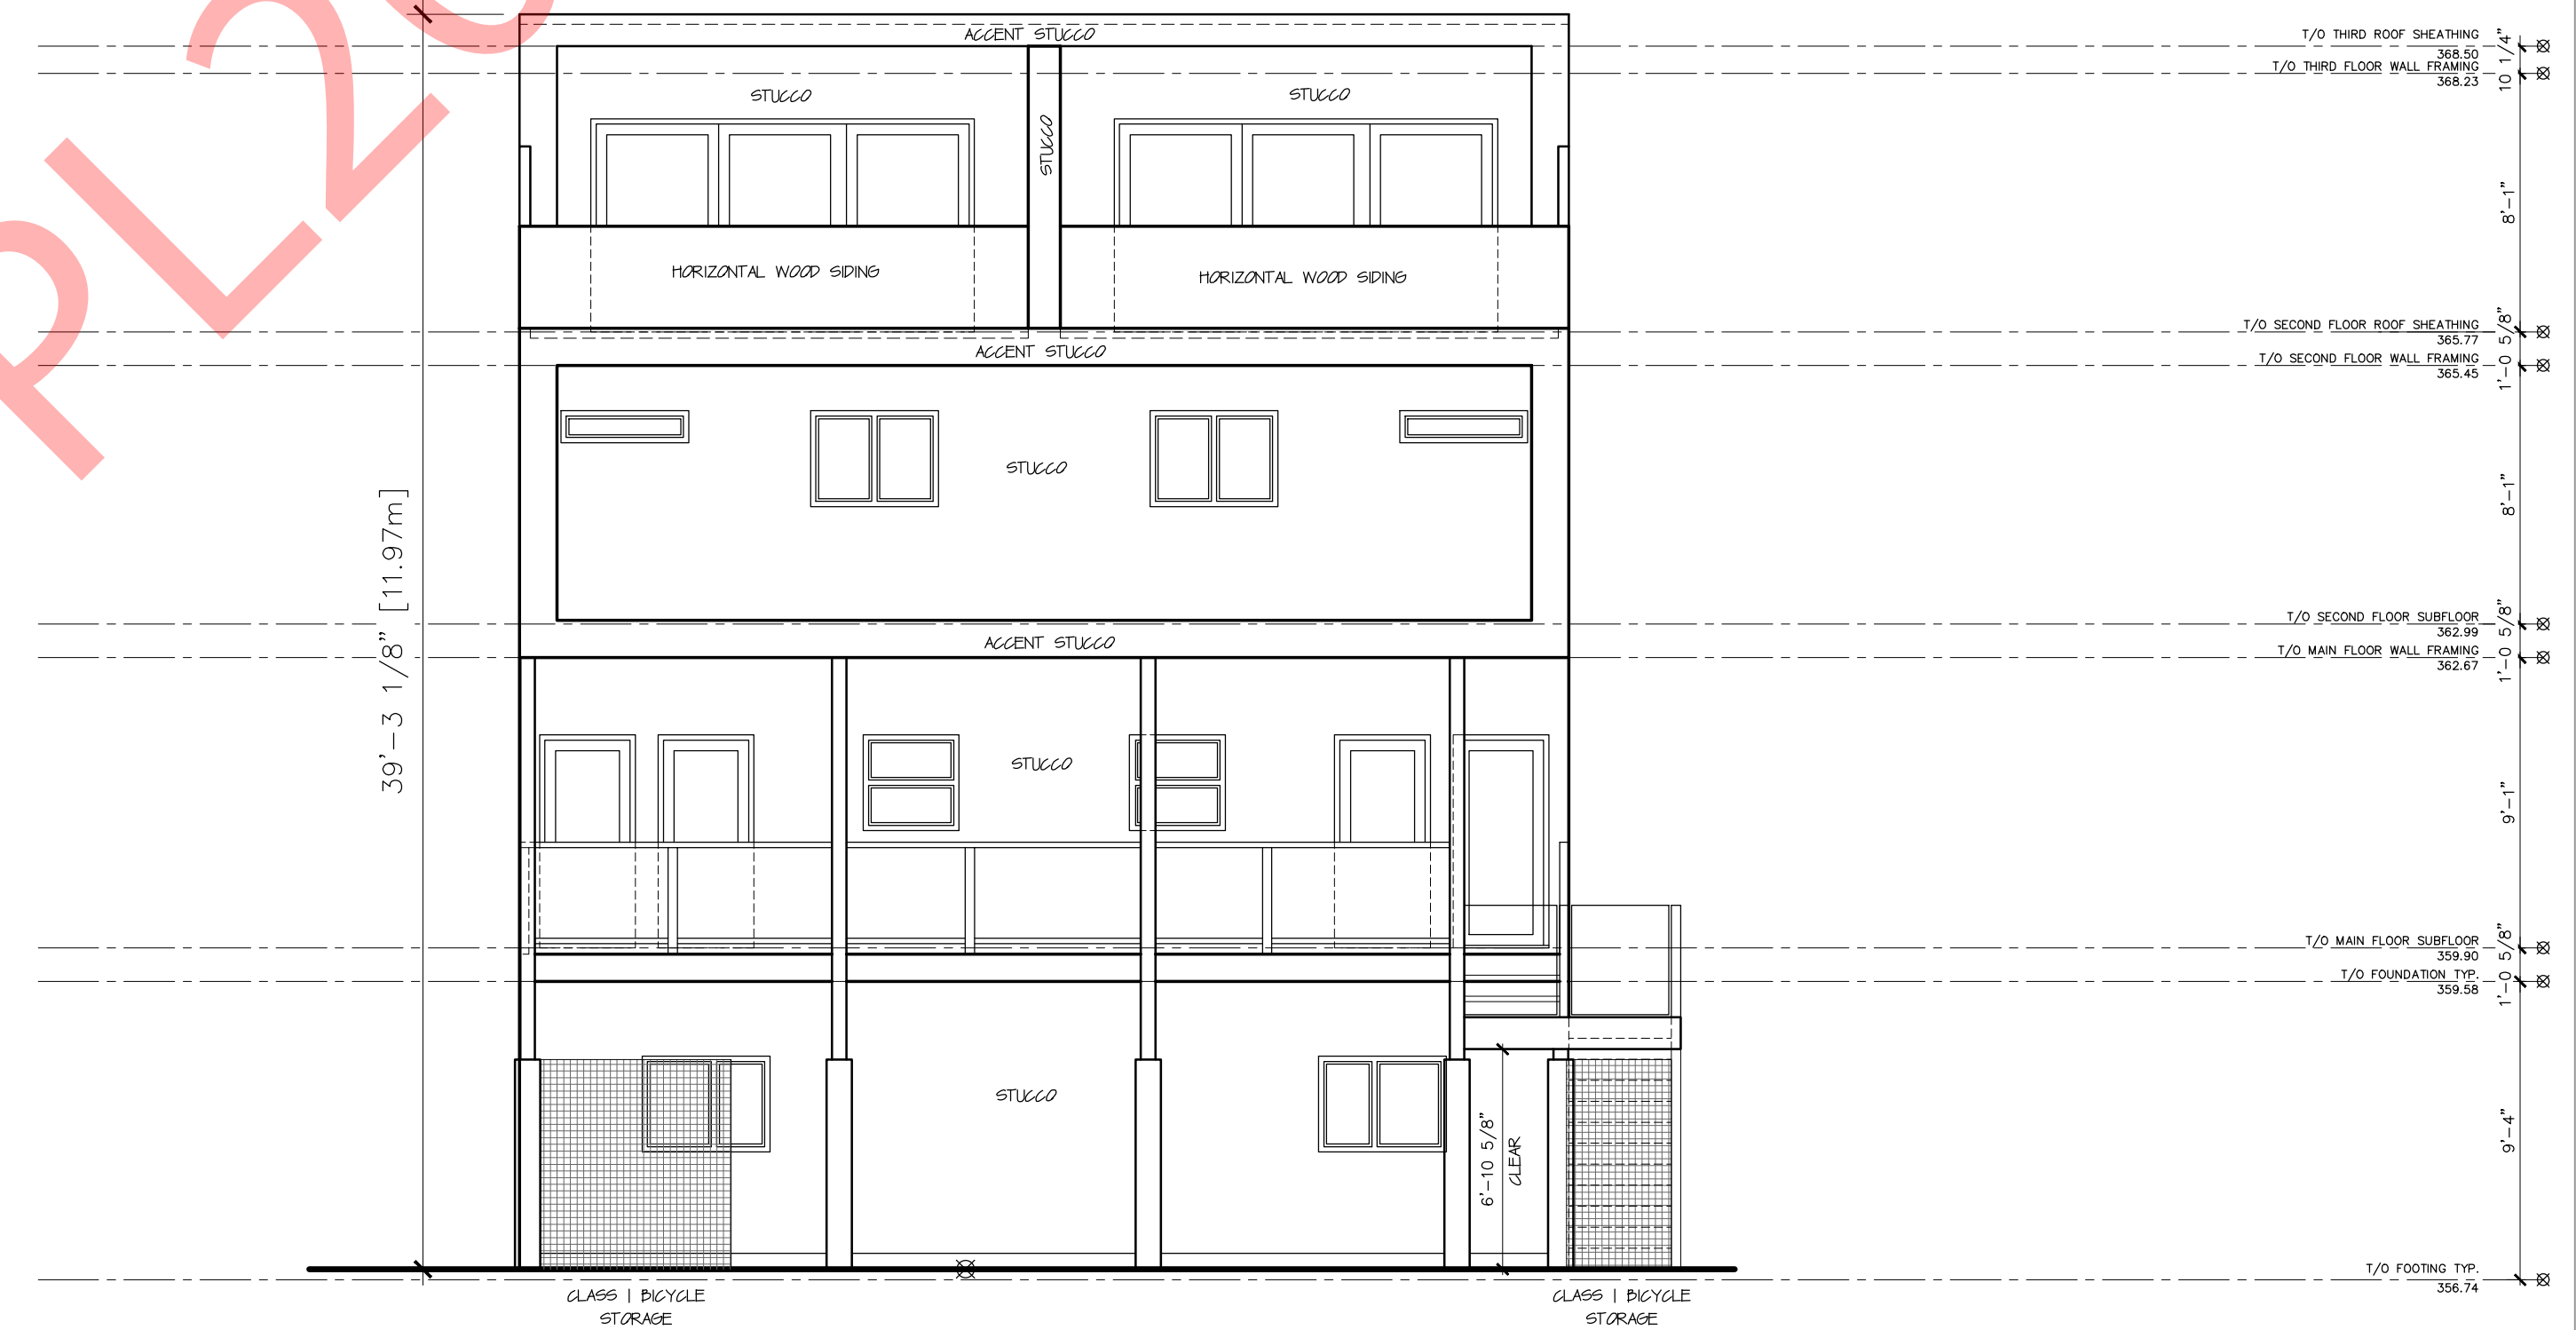 PL20
ACCENT STUCCO
STUCCO
STUCCO
STUCCO
HORIZONTAL WOOD SIDING
HORIZONTAL WOOD SIDING
ACCENT STUCCO
STUCCO
ACCENT STUCCO
STUCCO
STUCCO
39'-3 1/8" [11.97m]
6'-10 5/8"
CLEAR
CLASS I BICYCLE
STORAGE
CLASS I BICYCLE
STORAGE
T/O THIRD ROOF SHEATHING
368.50
T/O THIRD FLOOR WALL FRAMING
368.23
T/O SECOND FLOOR ROOF SHEATHING
365.77
T/O SECOND FLOOR WALL FRAMING
365.45
T/O SECOND FLOOR SUBFLOOR
362.99
T/O MAIN FLOOR WALL FRAMING
362.67
T/O MAIN FLOOR SUBFLOOR
359.90
T/O FOUNDATION TYP.
359.58
T/O FOOTING TYP.
356.74
10 1/4"
8'-1"
1'-0 5/8"
8'-1"
1'-0 5/8"
9'-1"
1'-0 5/8"
9'-4"